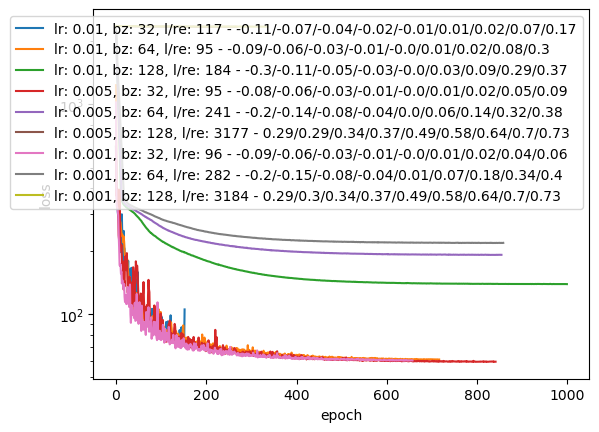 lr: 0.01, bz: 32, l/re: 117 - -0.11/-0.07/-0.04/-0.02/-0.01/0.01/0.02/0.07/0.17
lr: 0.01, bz: 64, l/re: 95 - -0.09/-0.06/-0.03/-0.01/-0.0/0.01/0.02/0.08/0.3
lr: 0.01, bz: 128, l/re: 184 - -0.3/-0.11/-0.05/-0.03/-0.0/0.03/0.09/0.29/0.37
lr: 0.005, bz: 32, l/re: 95 - -0.08/-0.06/-0.03/-0.01/-0.0/0.01/0.02/0.05/0.09
lr: 0.005, bz: 64, l/re: 241 - -0.2/-0.14/-0.08/-0.04/0.0/0.06/0.14/0.32/0.38
lr: 0.005, bz: 128, l/re: 3177 - 0.29/0.29/0.34/0.37/0.49/0.58/0.64/0.7/0.73
lr: 0.001, bz: 32, l/re: 96 - -0.09/-0.06/-0.03/-0.01/-0.0/0.01/0.02/0.04/0.06
lr: 0.001, bz: 64, l/re: 282 - -0.2/-0.15/-0.08/-0.04/0.01/0.07/0.18/0.34/0.4
lr: 0.001, bz: 128, l/re: 3184 - 0.29/0.3/0.34/0.37/0.49/0.58/0.64/0.7/0.73
10³
loss
10²
0 200 400 600 800 1000
epoch